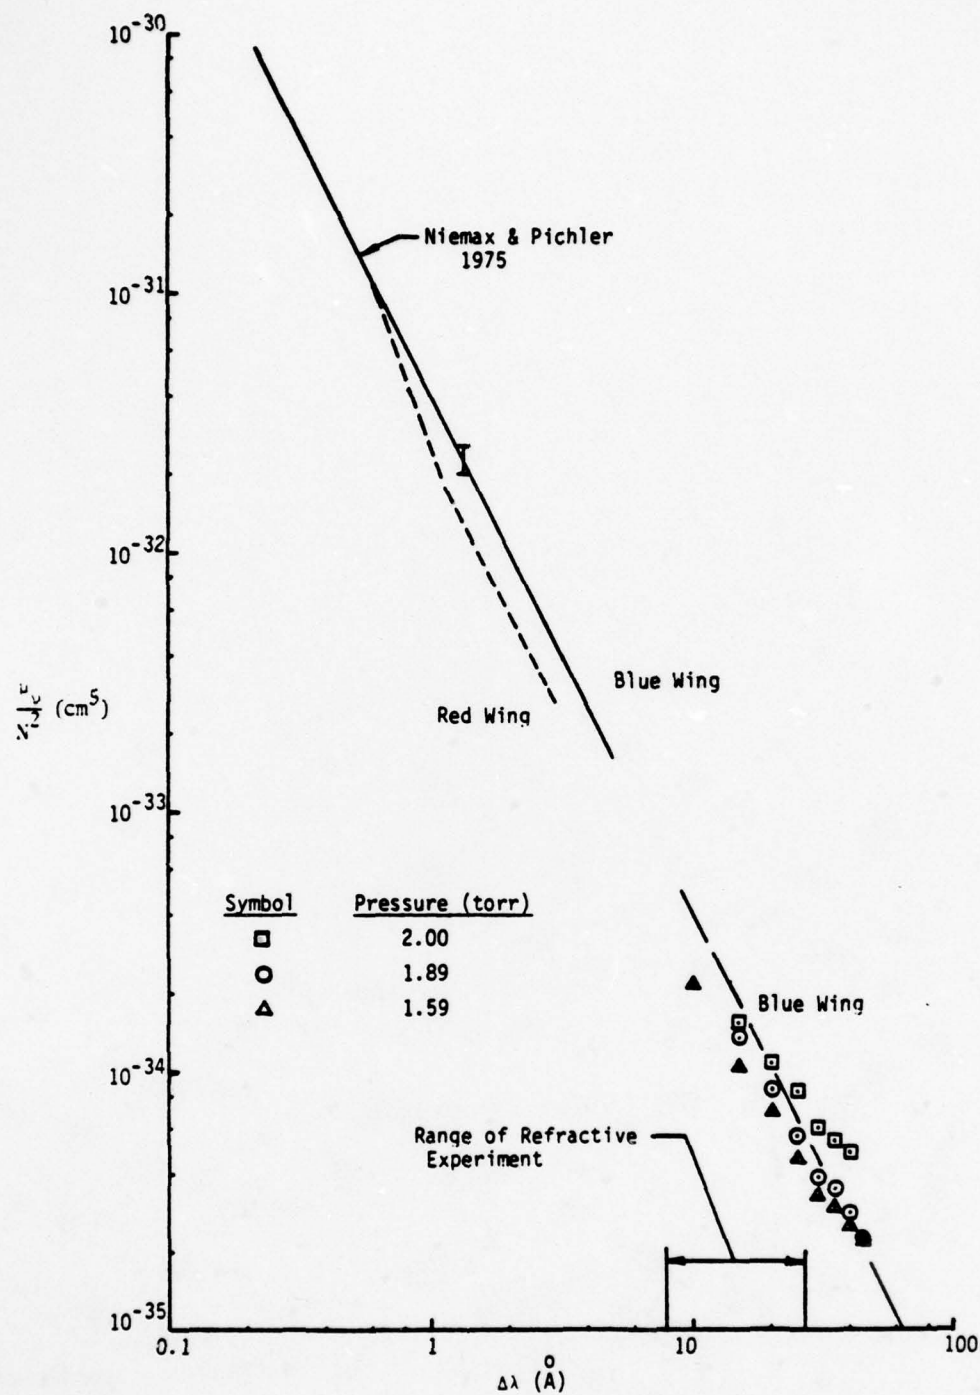 10-30
Niemax & Pichler
1975
10-31
10-32
Blue Wing
Red Wing
(cm5)
10-33
Symbol Pressure (torr)
2.00
1.89
1.59
Blue Wing
10-34
Range of Refractive
Experiment
10-35
0.1 1 10 100
Δλ (Å)